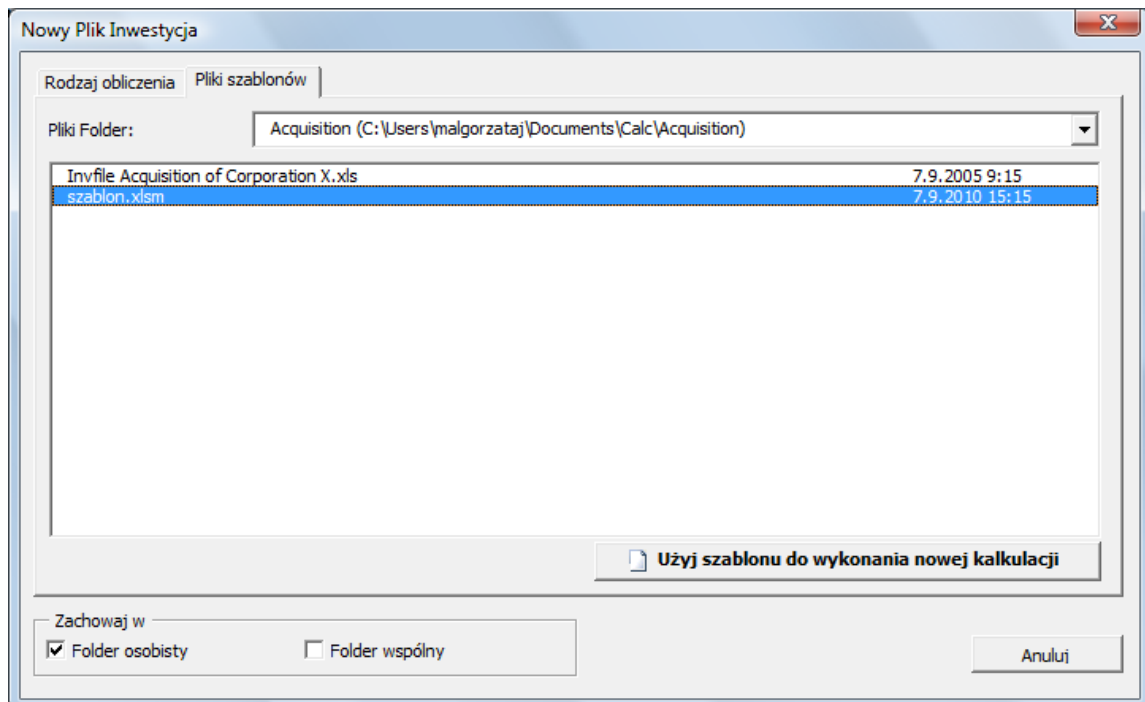 Nowy Plik Inwestycja
Rodzaj obliczenia Pliki szablonów
Pliki Folder: Acquisition (C:\Users\malgorzataj\Documents\Calc\Acquisition)
Invfile Acquisition of Corporation X.xls 7.9.2005 9:15
szablon.xlsm 7.9.2010 15:15
Użyj szablonu do wykonania nowej kalkulacji
Zachowaj w
Folder osobisty Folder wspólny
Anuluj